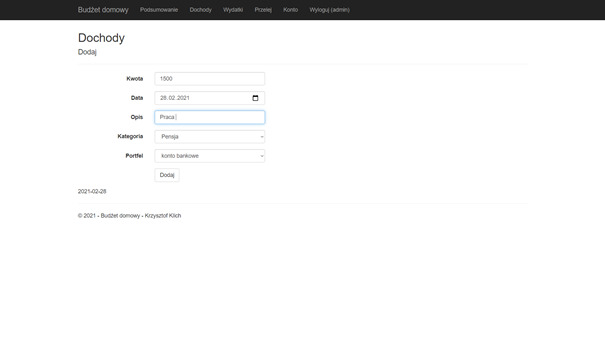 Budżet domowy Podsumowanie Dochody Wydatki Przelej Konto Wyloguj (admin)
Dochody
Dodaj
Kwota 1500
Data 28.02.2021
Opis Praca
Kategoria Pensja
Portfel konto bankowe
Dodaj
2021-02-28
© 2021 - Budżet domowy - Krzysztof Klich